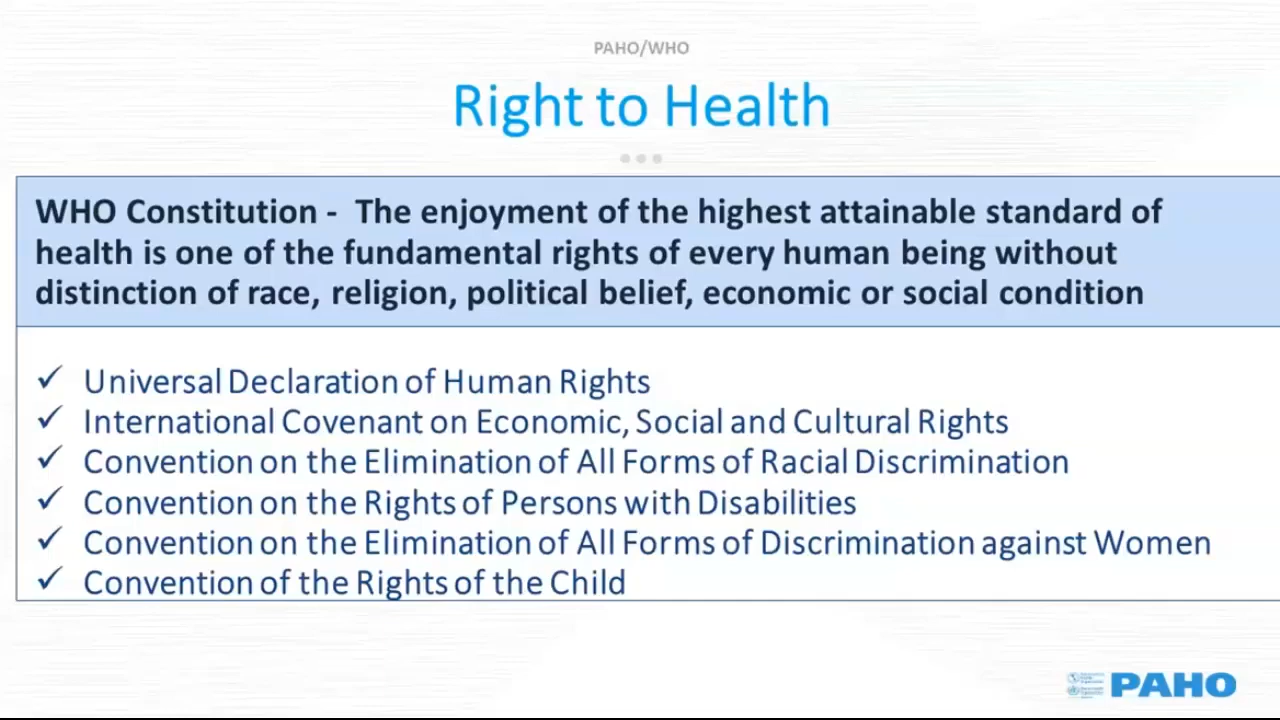 PAHO/WHO
Right to Health
WHO Constitution - The enjoyment of the highest attainable standard of
health is one of the fundamental rights of every human being without
distinction of race, religion, political belief, economic or social condition
✓ Universal Declaration of Human Rights
✓ International Covenant on Economic, Social and Cultural Rights
✓ Convention on the Elimination of All Forms of Racial Discrimination
✓ Convention on the Rights of Persons with Disabilities
✓ Convention on the Elimination of All Forms of Discrimination against Women
✓ Convention of the Rights of the Child
PAHO